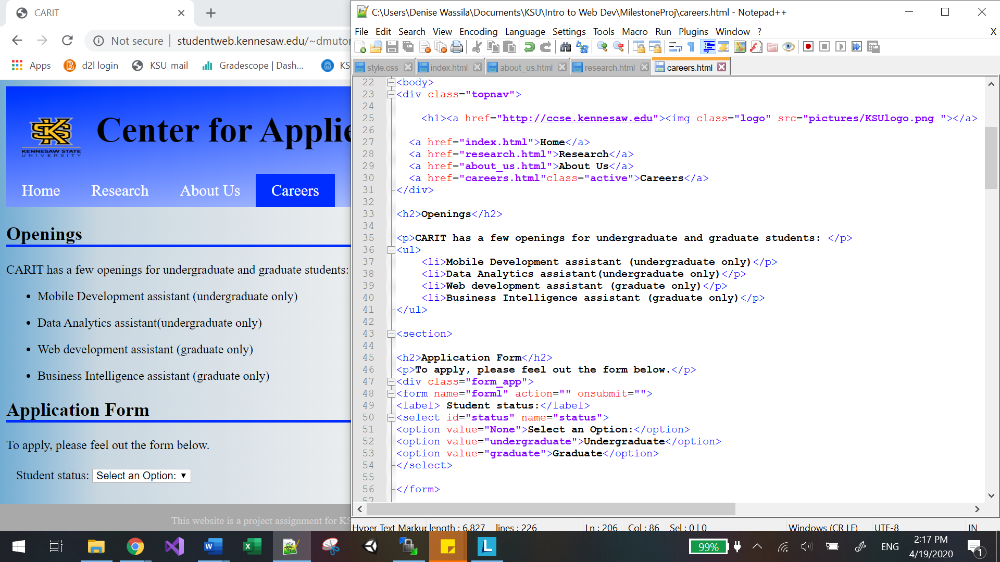 CARIT
Not secure
studentweb.kennesaw.edu/~dmutor
Apps
d2l login
KSU_mail
Gradescope | Dash...
KS
KENNESAW STATE
UNIVERSITY
Center for Applie
Home
Research
About Us
Careers
Openings
CARIT has a few openings for undergraduate and graduate students:
• Mobile Development assistant (undergraduate only)
• Data Analytics assistant(undergraduate only)
• Web development assistant (graduate only)
• Business Intelligence assistant (graduate only)
Application Form
To apply, please feel out the form below.
Student status: Select an Option:
This website is a project assignment for KS
C:\Users\Denise Wassila\Documents\KSU\Intro to Web Dev\MilestoneProj\careers.html - Notepad++
File Edit Search View Encoding Language Settings Tools Macro Run Plugins Window ? X
style.css index.html about_us.html research.html careers.html
22 <body>
23 <div class="topnav">
24
25 <h1><a href="http://ccse.kennesaw.edu"><img class="logo" src="pictures/KSUlogo.png "></a>
26
27 <a href="index.html">Home</a>
28 <a href="research.html">Research</a>
29 <a href="about_us.html">About Us</a>
30 <a href="careers.html"class="active">Careers</a>
31 </div>
32
33 <h2>Openings</h2>
34
35 <p>CARIT has a few openings for undergraduate and graduate students: </p>
36 <ul>
37 <li>Mobile Development assistant (undergraduate only)</p>
38 <li>Data Analytics assistant(undergraduate only)</p>
39 <li>Web development assistant (graduate only)</p>
40 <li>Business Intelligence assistant (graduate only)</p>
41 </ul>
42
43 <section>
44
45 <h2>Application Form</h2>
46 <p>To apply, please feel out the form below.</p>
47 <div class="form_app">
48 <form name="form1" action="" onsubmit="">
49 <label> Student status:</label>
50 <select id="status" name="status">
51 <option value="None">Select an Option:</option>
52 <option value="undergraduate">Undergraduate</option>
53 <option value="graduate">Graduate</option>
54 </select>
55
56 </form>
57
Hyper Text Markup length : 6,827 lines : 226 Ln : 206 Col : 86 Sel : 0 | 0 Windows (CR LF) UTF-8 IN
99% ENG 2:17 PM
4/19/2020
1